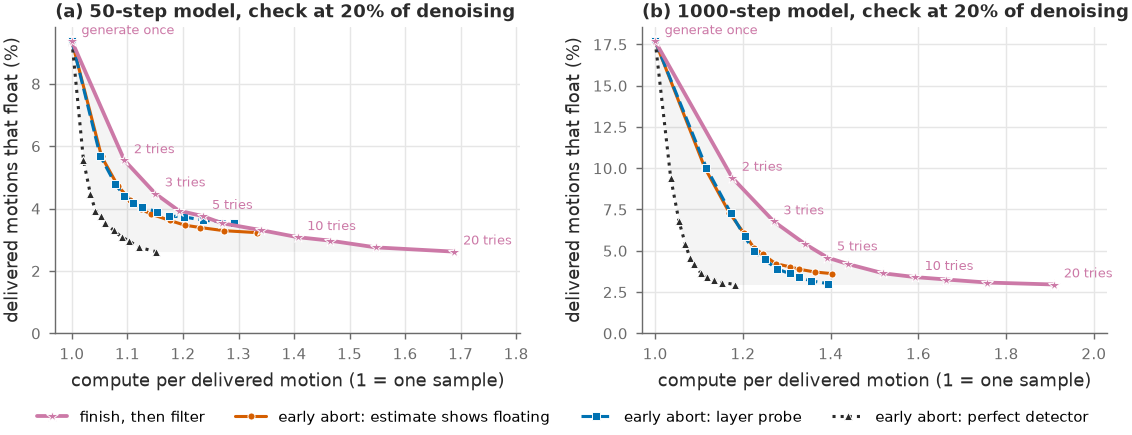 (a) 50-step model, check at 20% of denoising
delivered motions that float (%)
8
6
4
2
0
generate once
2 tries
3 tries
5 tries
10 tries
20 tries
1.0 1.1 1.2 1.3 1.4 1.5 1.6 1.7 1.8
compute per delivered motion (1 = one sample)
(b) 1000-step model, check at 20% of denoising
delivered motions that float (%)
17.5
15.0
12.5
10.0
7.5
5.0
2.5
0.0
generate once
2 tries
3 tries
5 tries
10 tries
20 tries
1.0 1.2 1.4 1.6 1.8 2.0
compute per delivered motion (1 = one sample)
finish, then filter
early abort: estimate shows floating
early abort: layer probe
early abort: perfect detector